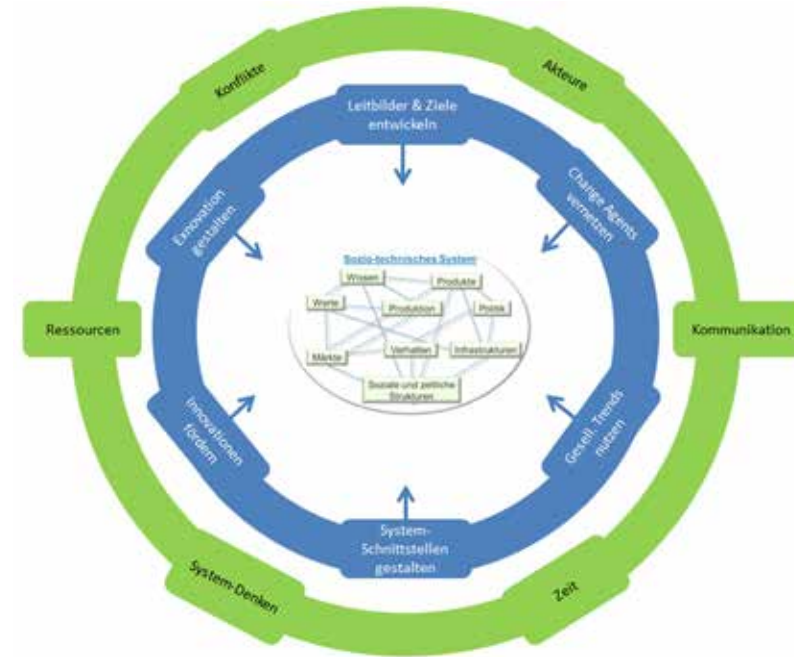 Konflikte
Akteure
Leitbilder & Ziele
entwickeln
Exnovation
gestalten
Change Agents
vernetzen
Sozio-technisches System
Wissen
Produkte
Werte
Produktion
Politik
Ressourcen
Kommunikation
Märkte
Verhalten
Infrastrukturen
Soziale und zeitliche
Strukturen
Innovationen
fördern
Gesell. Trends
nutzen
System-
Schnittstellen
gestalten
System-Denken
Zeit